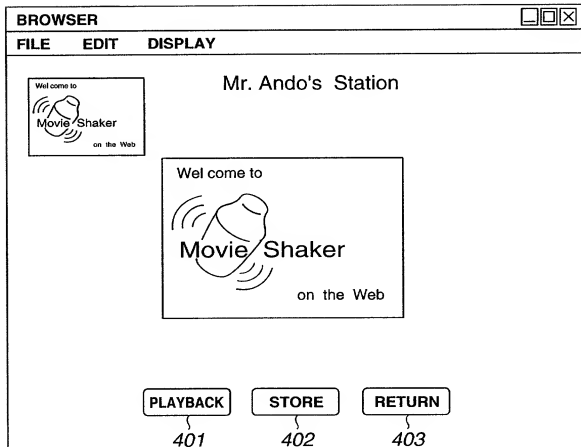 BROWSER
FILE EDIT DISPLAY
Mr. Ando's Station
Wel come to
Movie Shaker
on the Web
Wel come to
Movie Shaker
on the Web
PLAYBACK STORE RETURN
401 402 403